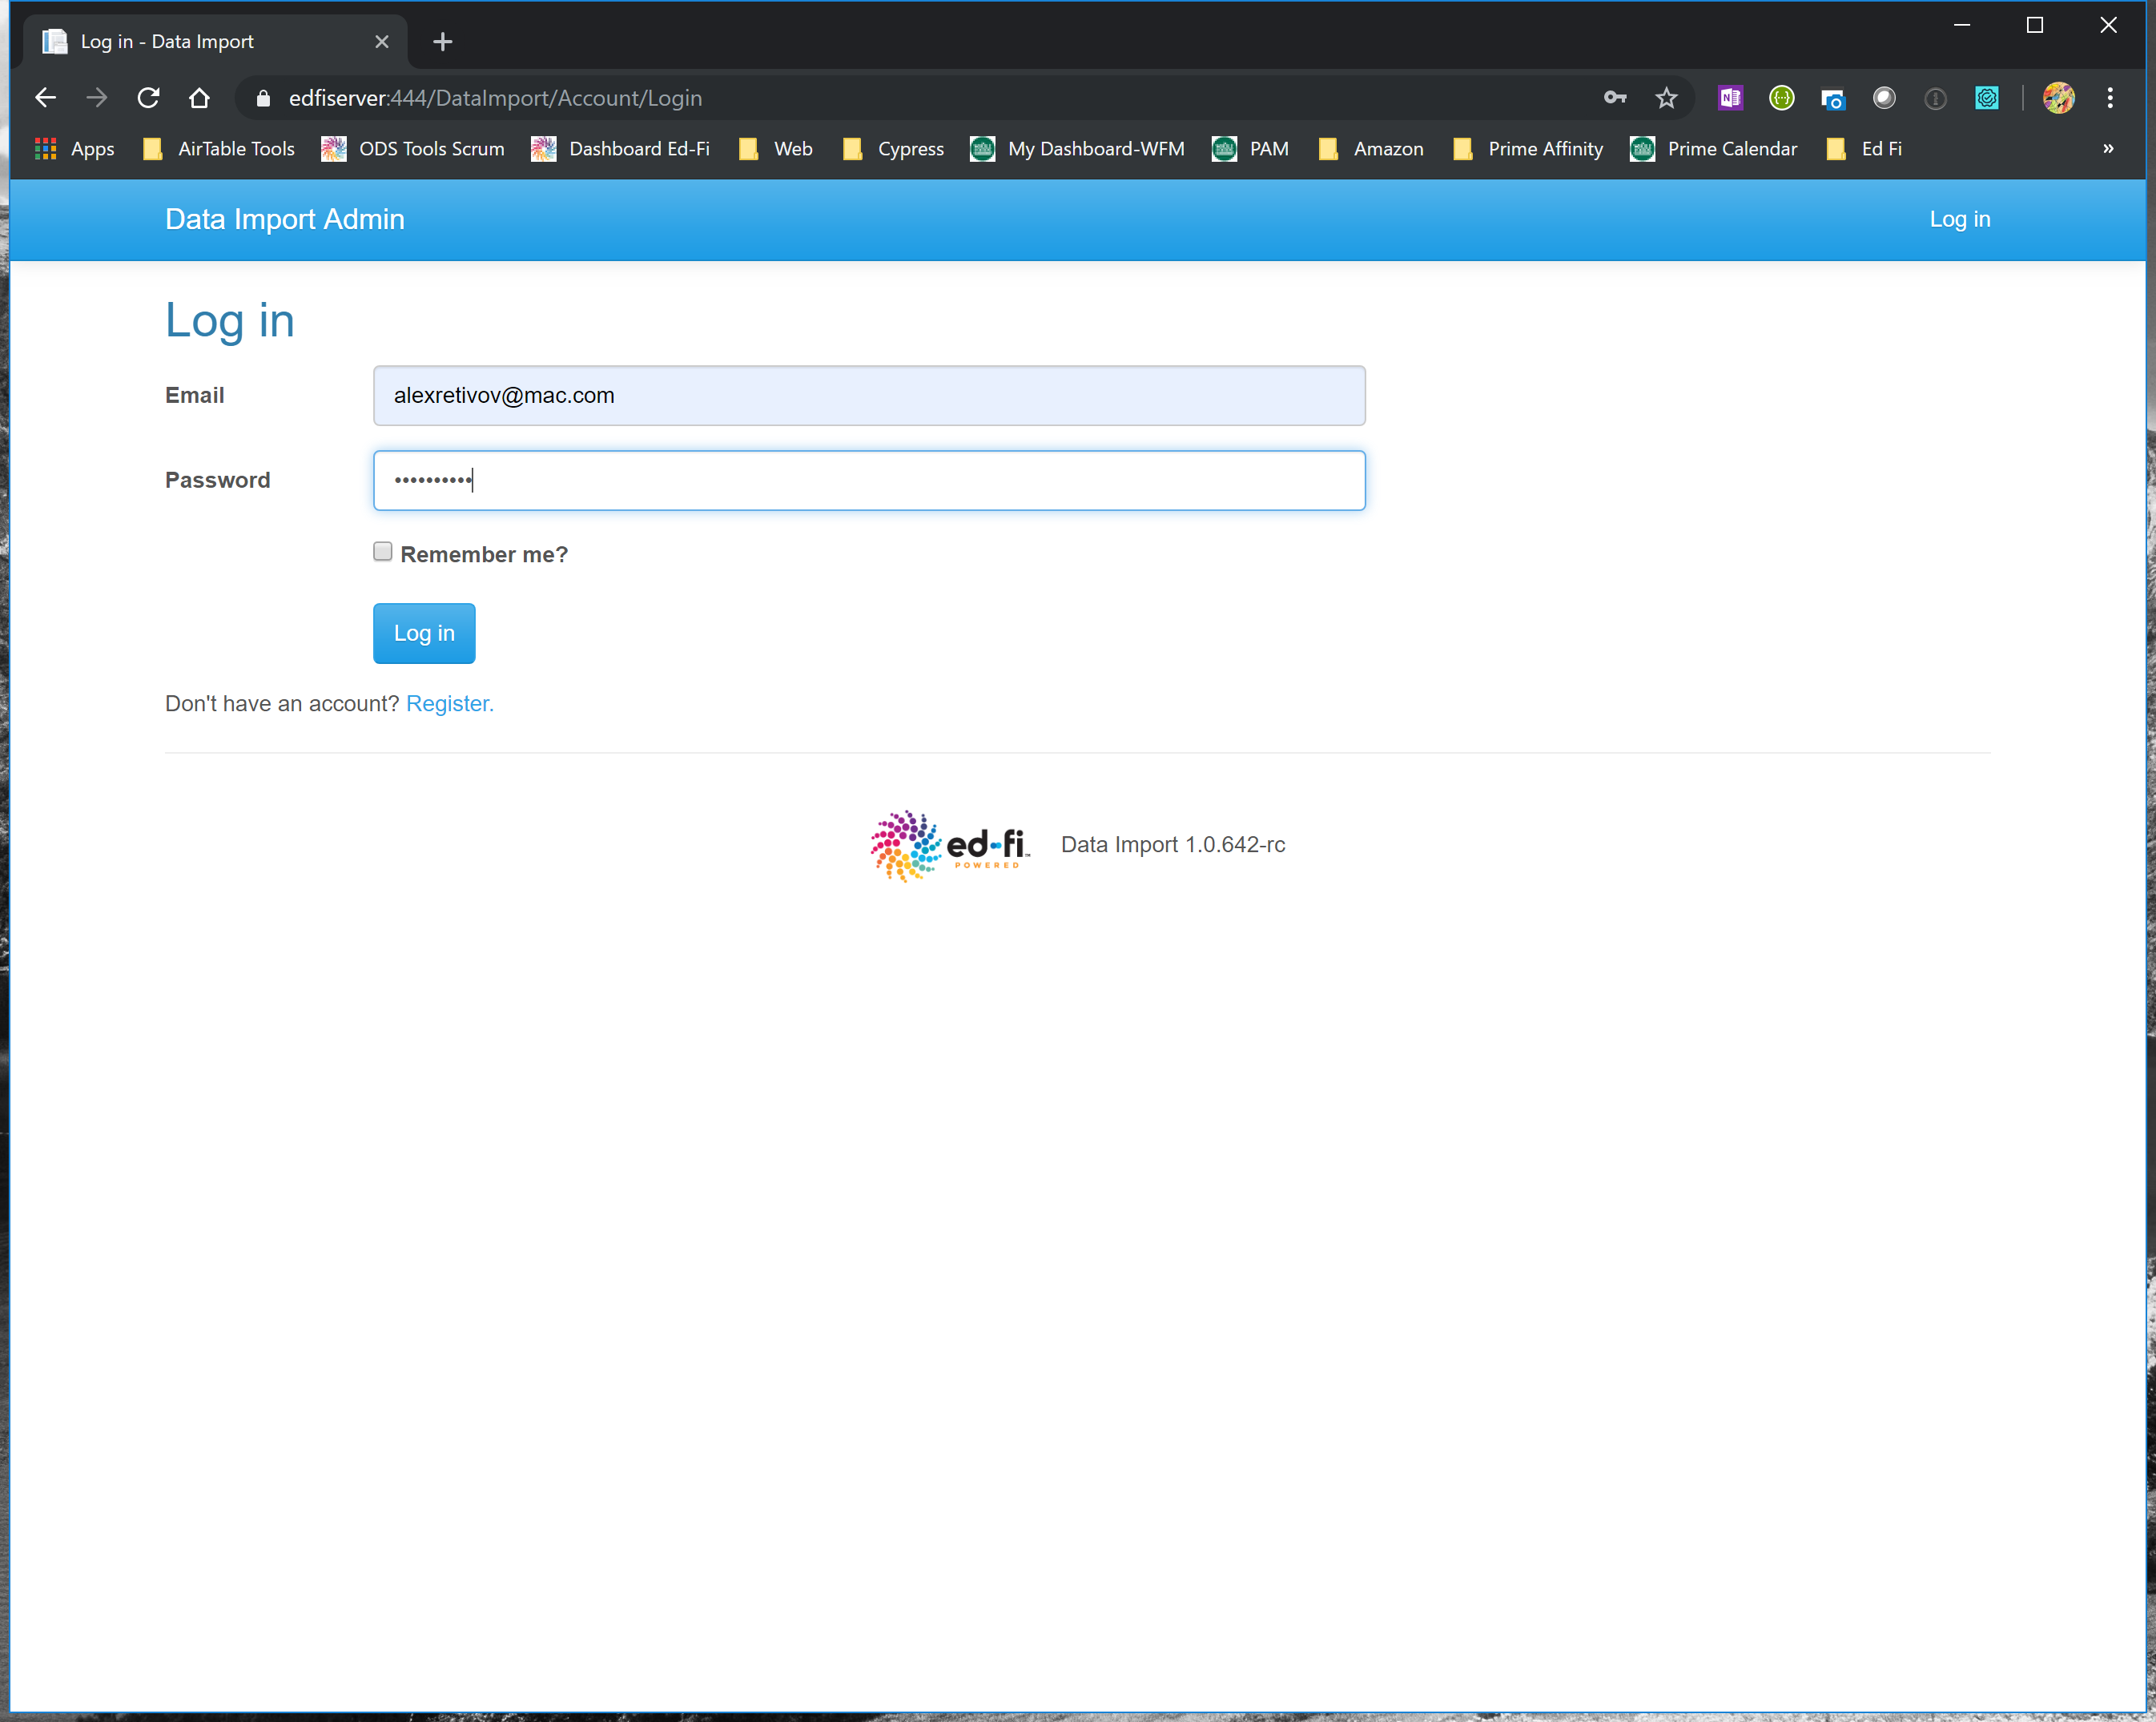 Log in - Data Import
edfiserver:444/DataImport/Account/Login
Apps AirTable Tools ODS Tools Scrum Dashboard Ed-Fi Web Cypress My Dashboard-WFM PAM Amazon Prime Affinity Prime Calendar Ed Fi »
Data Import Admin Log in
Log in
Email alexretivov@mac.com
Password ••••••••••
Remember me?
Log in
Don't have an account? Register.
ed-fi™ Data Import 1.0.642-rc
POWERED